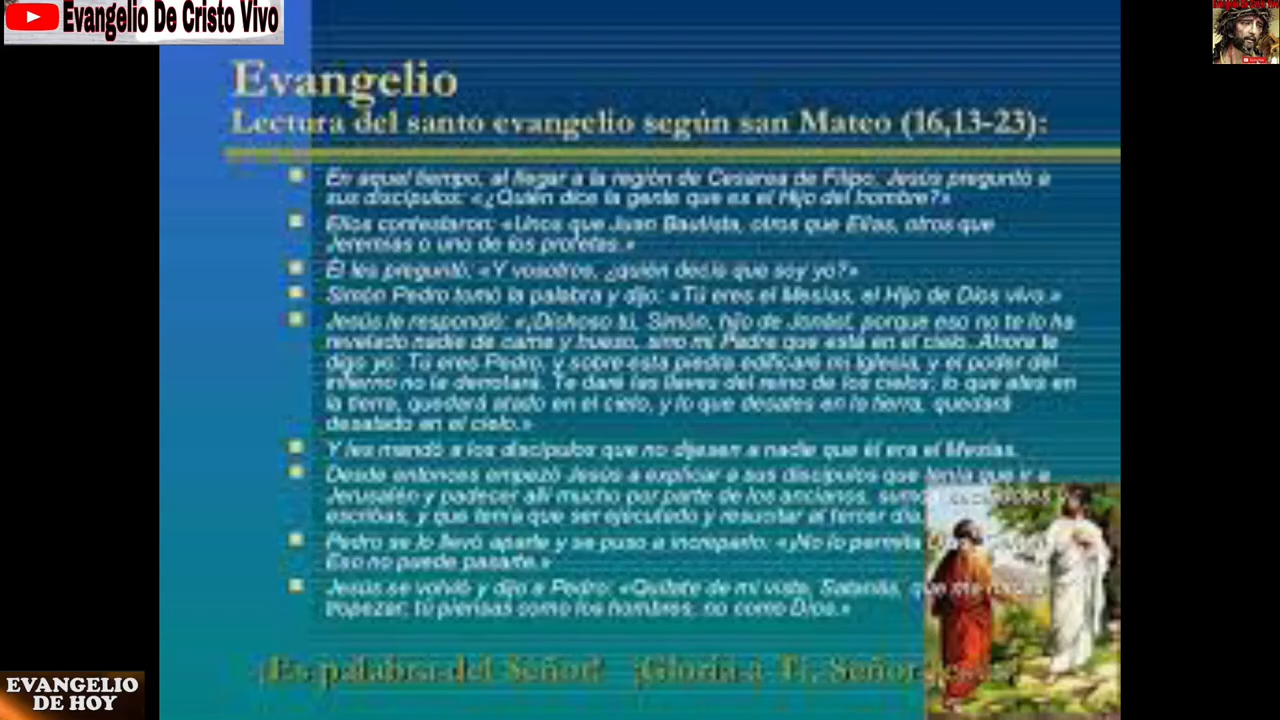 Evangelio De Cristo Vivo
Evangelio
Lectura del santo evangelio según san Mateo (16,13-23):
En aquel tiempo, al llegar a la región de Cesarea de Filipo, Jesús preguntó a
sus discípulos: «¿Quién dice la gente que es el Hijo del hombre?»
Ellos contestaron: «Unos que Juan Bautista, otros que Elías, otros que
Jeremías o uno de los profetas.»
Él les preguntó: «Y vosotros, ¿quién decís que soy yo?»
Simón Pedro tomó la palabra y dijo: «Tú eres el Mesías, el Hijo de Dios vivo.»
Jesús le respondió: «¡Dichoso tú, Simón, hijo de Jonás!, porque eso no te lo ha
revelado nadie de carne y hueso, sino mi Padre que está en el cielo. Ahora te
digo yo: Tú eres Pedro, y sobre esta piedra edificaré mi Iglesia, y el poder del
infierno no la derrotará. Te daré las llaves del reino de los cielos; lo que ates en
la tierra, quedará atado en el cielo, y lo que desates en la tierra, quedará
desatado en el cielo.»
Y les mandó a los discípulos que no dijesen a nadie que él era el Mesías.
Desde entonces empezó Jesús a explicar a sus discípulos que tenía que ir a
Jerusalén y padecer allí mucho por parte de los ancianos, sumos sacerdotes y
escribas, y que tenía que ser ejecutado y resucitar al tercer día.
Pedro se lo llevó aparte y se puso a increparlo: «¡No lo permita
Eso no puede pasarte.»
Jesús se volvió y dijo a Pedro: «Quítate de mi vista, Satanás, que me
tropezar; tú piensas como los hombres, no como Dios.»
¡Es palabra del Señor! ¡Gloria a Ti, Señor
EVANGELIO
DE HOY